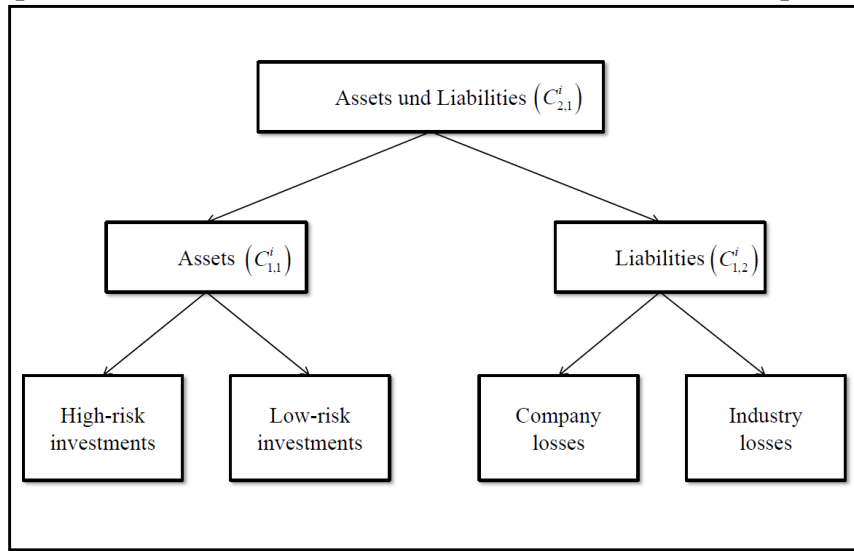 Assets und Liabilities (C^i_{2,1})
Assets (C^i_{1,1})
Liabilities (C^i_{1,2})
High-risk
investments
Low-risk
investments
Company
losses
Industry
losses